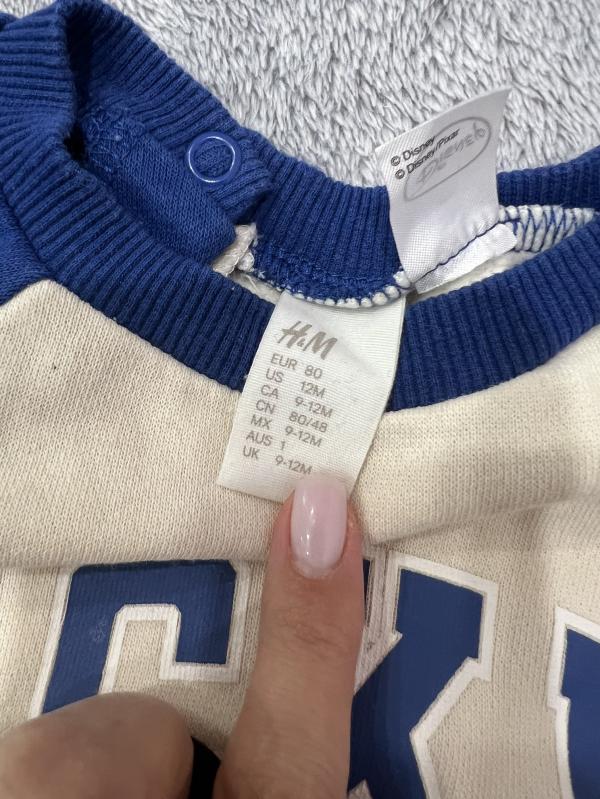 © Disney
© Disney/Pixar
H&M
EUR 80
US 12M
CA 9-12M
CN 80/48
MX 9-12M
AUS 1
UK 9-12M